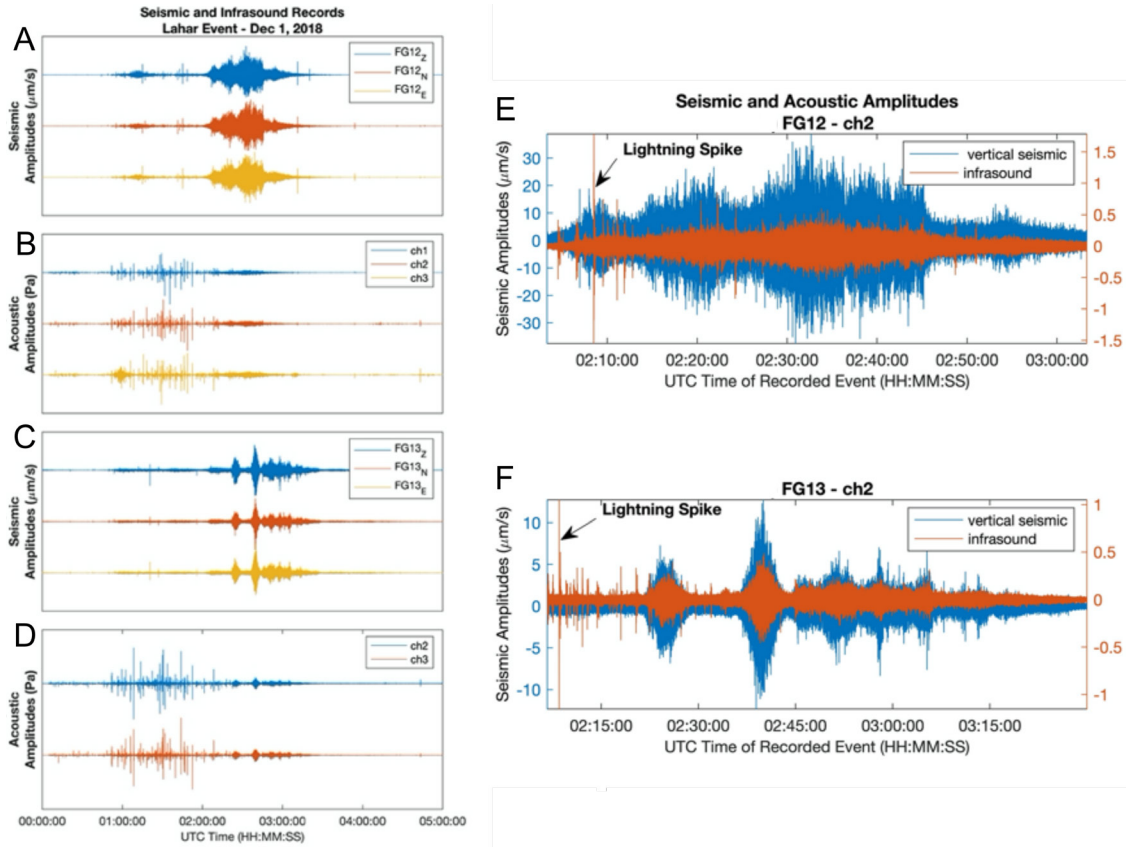 Seismic and Infrasound Records
Lahar Event - Dec 1, 2018
A
Seismic
Amplitudes (μm/s)
FG12Z
FG12N
FG12E
B
Acoustic
Amplitudes (Pa)
ch1
ch2
ch3
C
Seismic
Amplitudes (μm/s)
FG13Z
FG13N
FG13E
D
Acoustic
Amplitudes (Pa)
ch2
ch3
00:00:00 01:00:00 02:00:00 03:00:00 04:00:00 05:00:00
UTC Time (HH:MM:SS)
E
Seismic and Acoustic Amplitudes
FG12 - ch2
Seismic Amplitudes (μm/s)
30
20
10
0
-10
-20
-30
Lightning Spike
vertical seismic
infrasound
1.5
1
0.5
0
-0.5
-1
-1.5
02:10:00 02:20:00 02:30:00 02:40:00 02:50:00 03:00:00
UTC Time of Recorded Event (HH:MM:SS)
F
FG13 - ch2
Seismic Amplitudes (μm/s)
10
5
0
-5
-10
Lightning Spike
vertical seismic
infrasound
1
0.5
0
-0.5
-1
02:15:00 02:30:00 02:45:00 03:00:00 03:15:00
UTC Time of Recorded Event (HH:MM:SS)